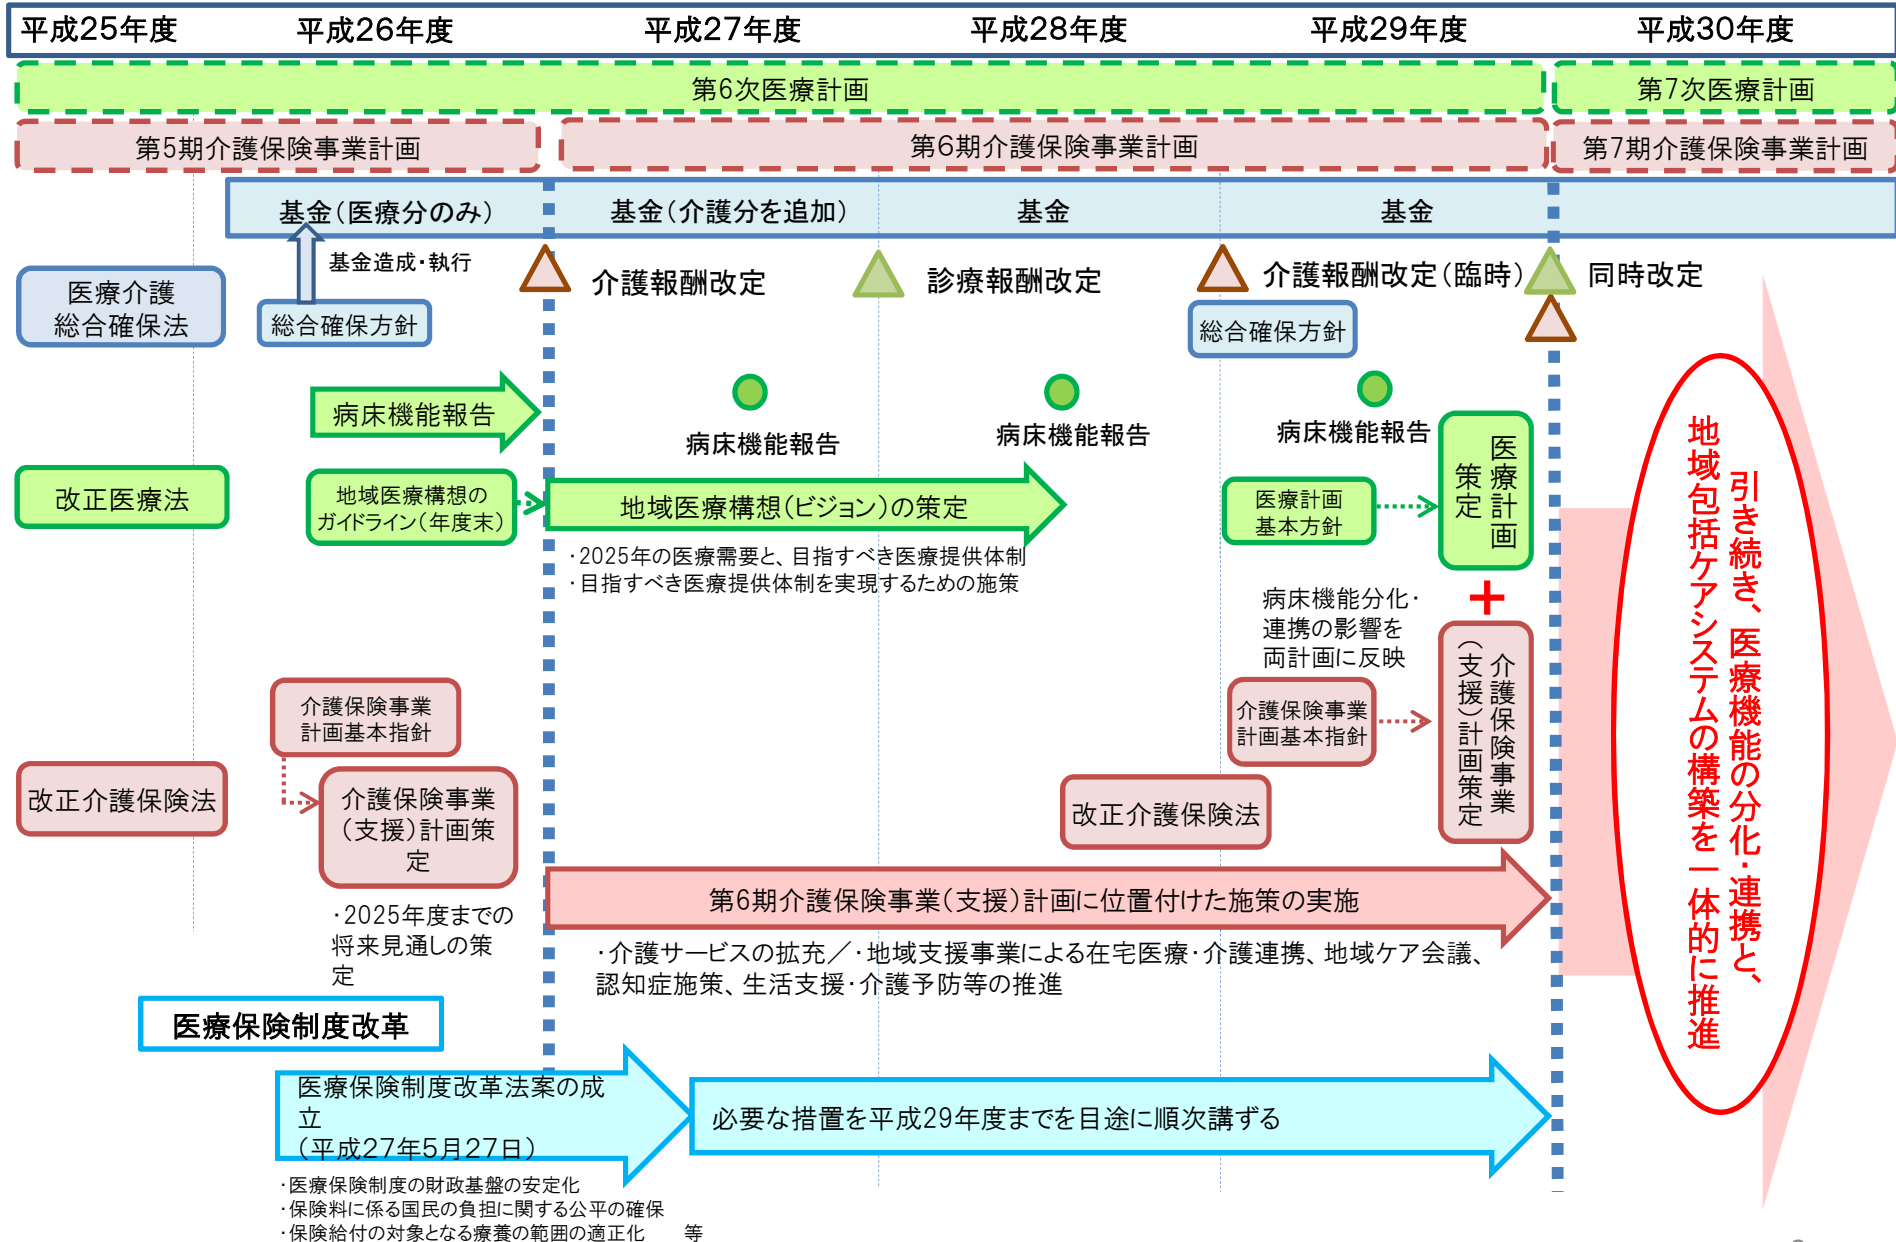 平成25年度
平成26年度
平成27年度
平成28年度
平成29年度
平成30年度
第6次医療計画
第7次医療計画
第5期介護保険事業計画
第6期介護保険事業計画
第7期介護保険事業計画
基金(医療分のみ)
基金(介護分を追加)
基金
基金
基金造成・執行
介護報酬改定
診療報酬改定
介護報酬改定(臨時)
同時改定
医療介護
総合確保法
総合確保方針
総合確保方針
病床機能報告
病床機能報告
病床機能報告
病床機能報告
改正医療法
地域医療構想の
ガイドライン(年度末)
地域医療構想(ビジョン)の策定
・2025年の医療需要と、目指すべき医療提供体制
・目指すべき医療提供体制を実現するための施策
医療計画
基本方針
医療計画
策定
+
病床機能分化・
連携の影響を
両計画に反映
介護保険事業
計画基本指針
介護保険事業
(支援)計画策定
介護保険事業
計画基本指針
改正介護保険法
介護保険事業
(支援)計画策
定
改正介護保険法
・2025年度までの
将来見通しの策
定
第6期介護保険事業(支援)計画に位置付けた施策の実施
・介護サービスの拡充/・地域支援事業による在宅医療・介護連携、地域ケア会議、
認知症施策、生活支援・介護予防等の推進
引き続き、医療機能の分化・連携と、
地域包括ケアシステムの構築を一体的に推進
医療保険制度改革
医療保険制度改革法案の成
立
(平成27年5月27日)
必要な措置を平成29年度までを目途に順次講ずる
・医療保険制度の財政基盤の安定化
・保険料に係る国民の負担に関する公平の確保
・保険給付の対象となる療養の範囲の適正化 等